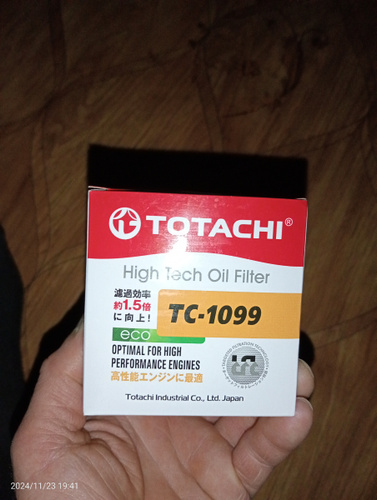 TOTACHI®
High Tech Oil Filter
濾過効率
約1.5倍
に向上!
TC-1099
eco
OPTIMAL FOR HIGH
PERFORMANCE ENGINES
高性能エンジンに最適
Totachi Industrial Co., Ltd. Japan
2024/11/23 19:41